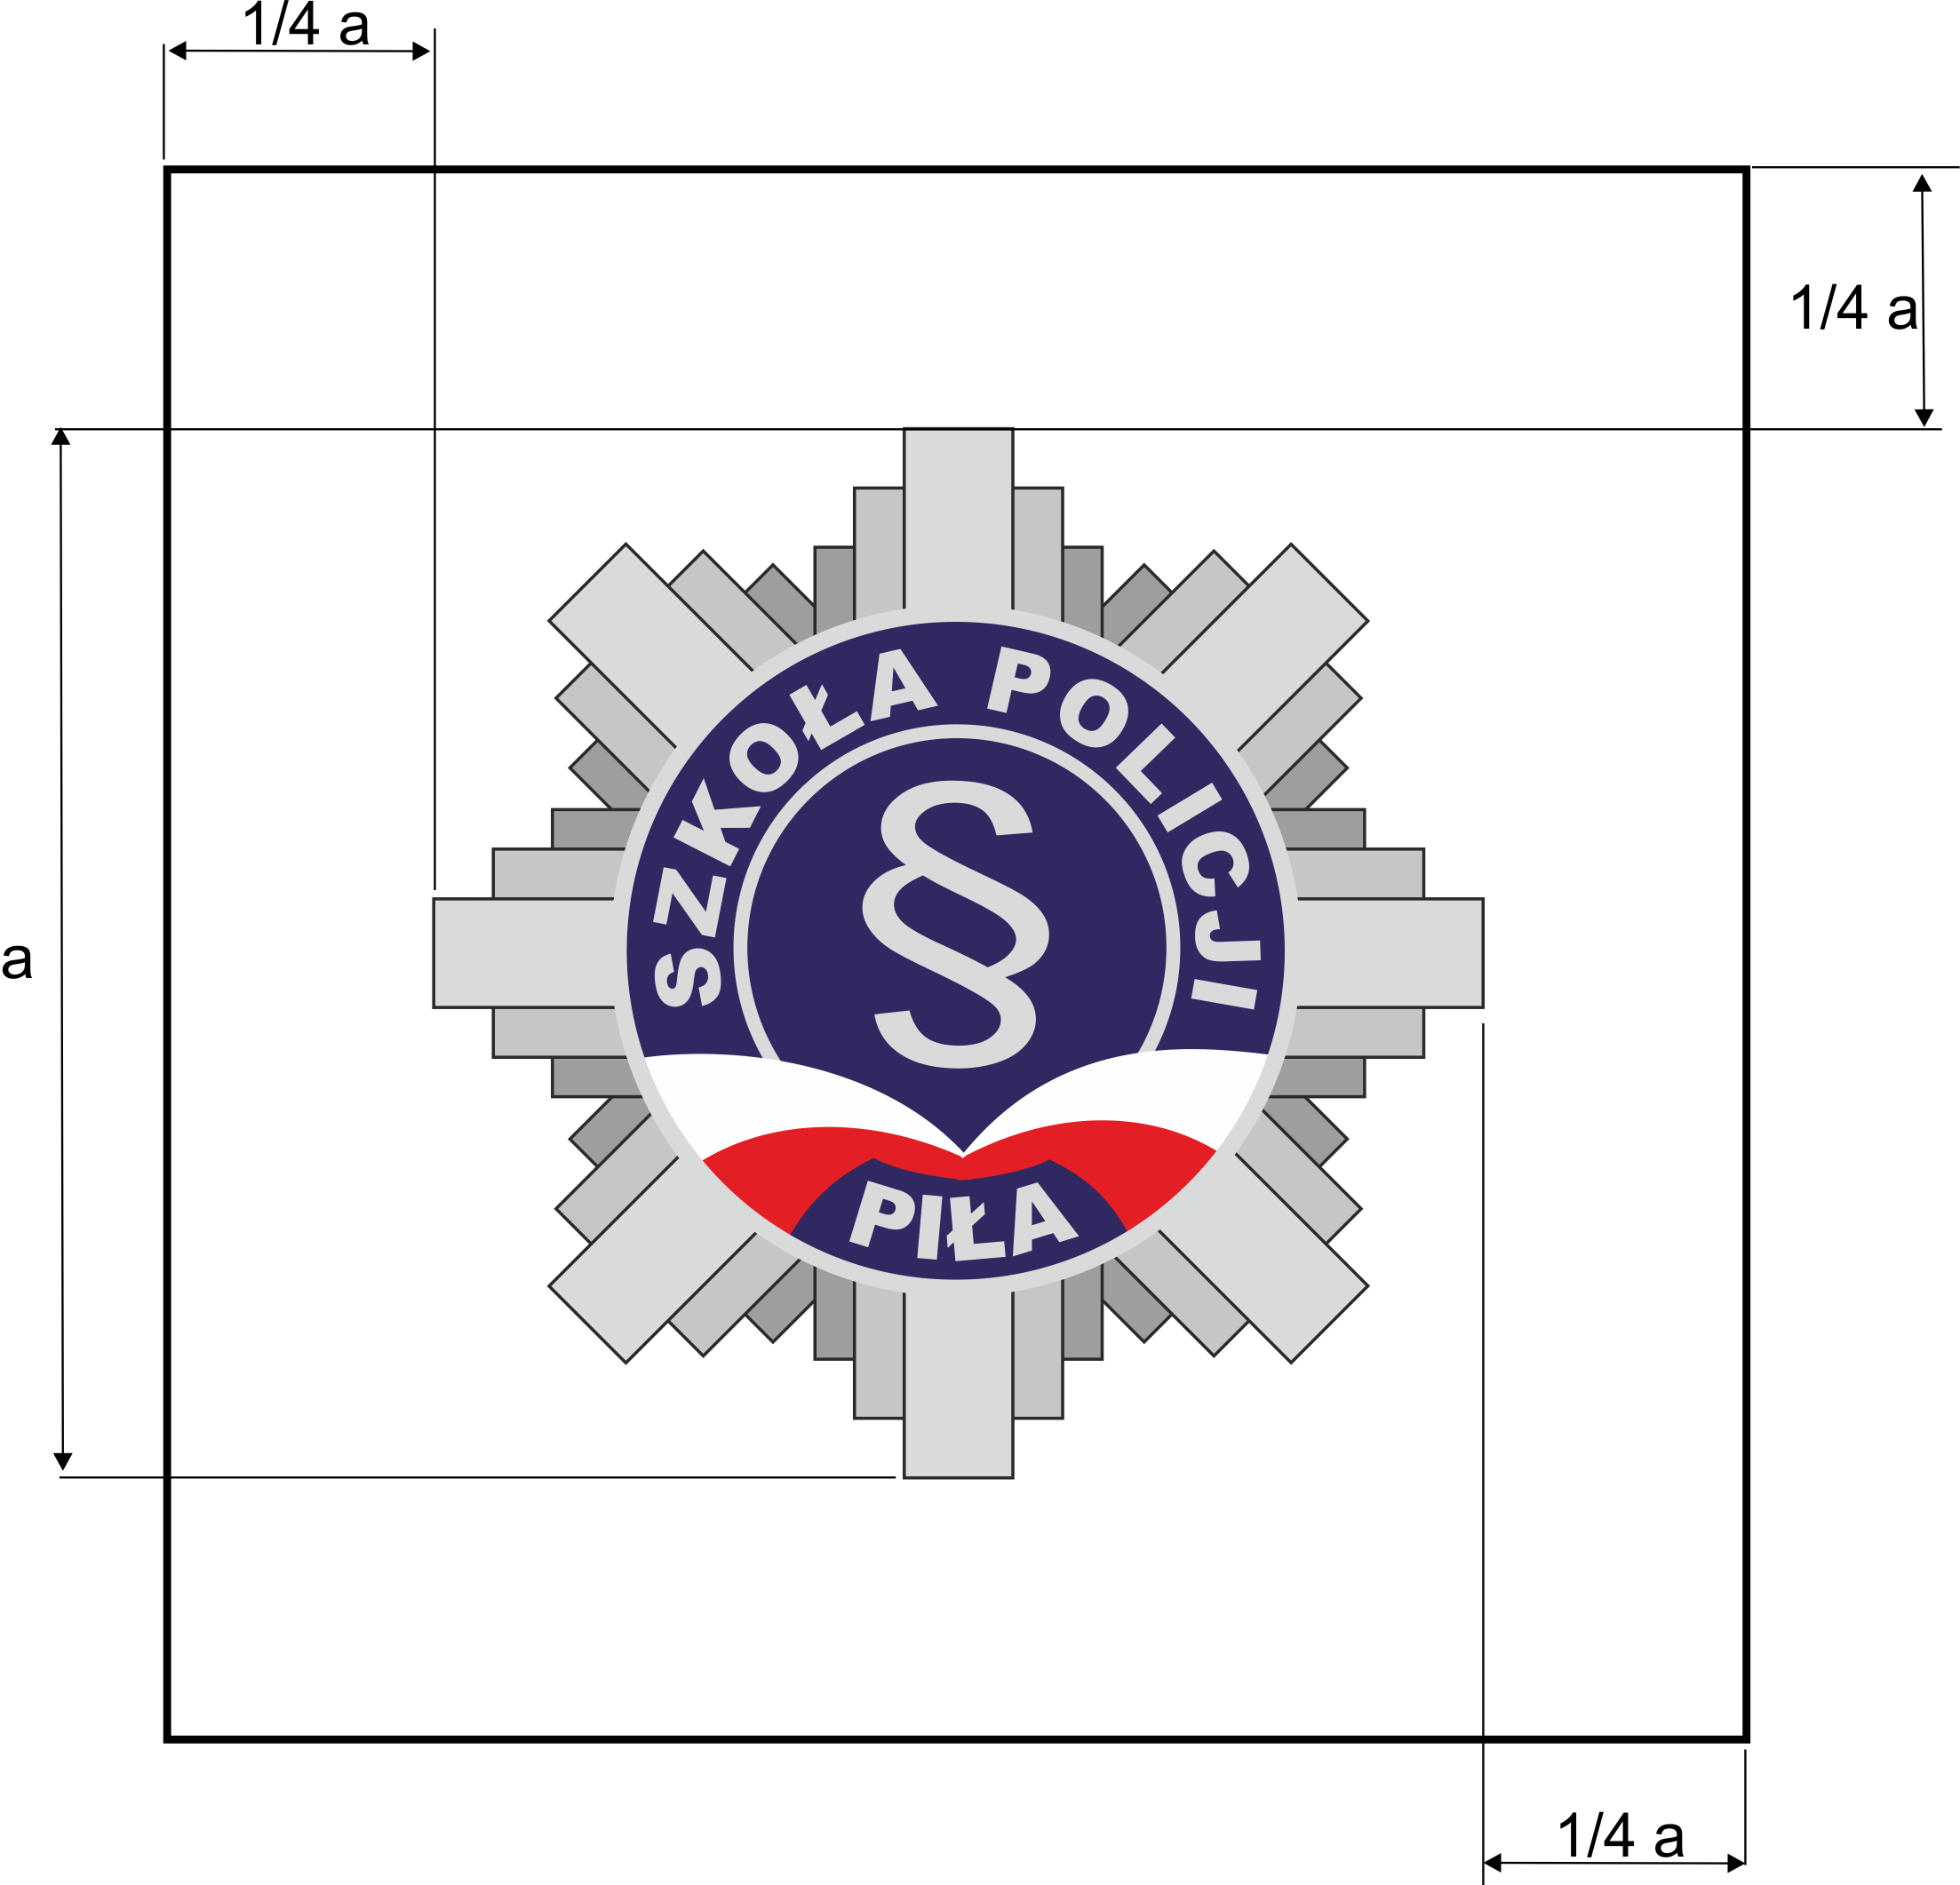 1/4 a
1/4 a
a
SZKOŁA POLICJI
§
PIŁA
1/4 a